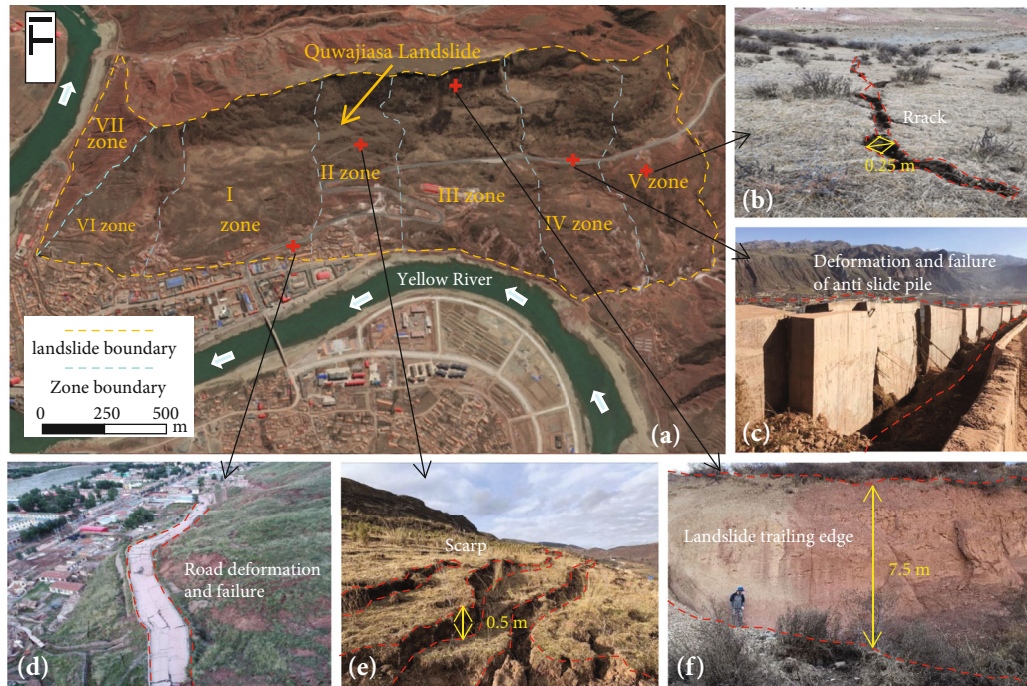 Quwajiasa Landslide
VII
zone
I
zone
II zone
III zone
V zone
VI zone
IV zone
Yellow River
landslide boundary
Zone boundary
0 250 500
m
(a)
Rrack
0.25 m
(b)
Deformation and failure
of anti slide pile
(c)
Road deformation
and failure
(d)
Scarp
0.5 m
(e)
Landslide trailing edge
7.5 m
(f)